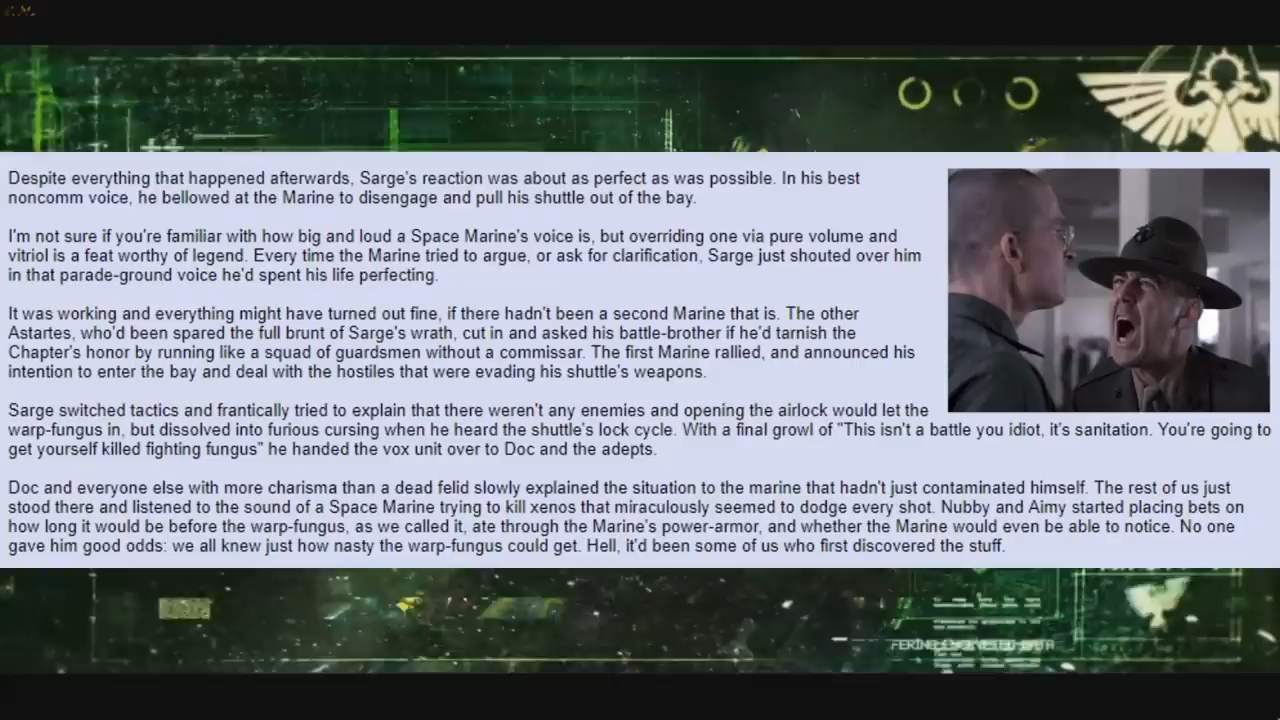 Despite everything that happened afterwards, Sarge's reaction was about as perfect as was possible. In his best
noncomm voice, he bellowed at the Marine to disengage and pull his shuttle out of the bay.
I'm not sure if you're familiar with how big and loud a Space Marine's voice is, but overriding one via pure volume and
vitriol is a feat worthy of legend. Every time the Marine tried to argue, or ask for clarification, Sarge just shouted over him
in that parade-ground voice he'd spent his life perfecting.
It was working and everything might have turned out fine, if there hadn't been a second Marine that is. The other
Astartes, who'd been spared the full brunt of Sarge's wrath, cut in and asked his battle-brother if he'd tarnish the
Chapter's honor by running like a squad of guardsmen without a commissar. The first Marine rallied, and announced his
intention to enter the bay and deal with the hostiles that were evading his shuttle's weapons.
Sarge switched tactics and frantically tried to explain that there weren't any enemies and opening the airlock would let the
warp-fungus in, but dissolved into furious cursing when he heard the shuttle's lock cycle. With a final growl of "This isn't a battle you idiot, it's sanitation. You're going to
get yourself killed fighting fungus" he handed the vox unit over to Doc and the adepts.
Doc and everyone else with more charisma than a dead felid slowly explained the situation to the marine that hadn't just contaminated himself. The rest of us just
stood there and listened to the sound of a Space Marine trying to kill xenos that miraculously seemed to dodge every shot. Nubby and Aimy started placing bets on
how long it would be before the warp-fungus, as we called it, ate through the Marine's power-armor, and whether the Marine would even be able to notice. No one
gave him good odds: we all knew just how nasty the warp-fungus could get. Hell, it'd been some of us who first discovered the stuff.